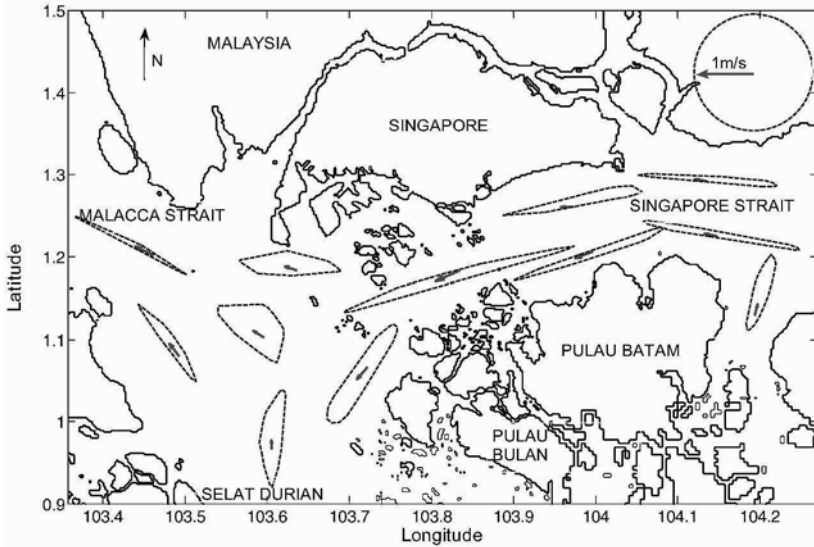 1.5
MALAYSIA
N
1m/s
1.4
SINGAPORE
1.3
MALACCA STRAIT
SINGAPORE STRAIT
1.2
Latitude
1.1
PULAU BATAM
1
PULAU
BULAN
SELAT DURIAN
0.9
103.4 103.5 103.6 103.7 103.8 103.9 104 104.1 104.2
Longitude